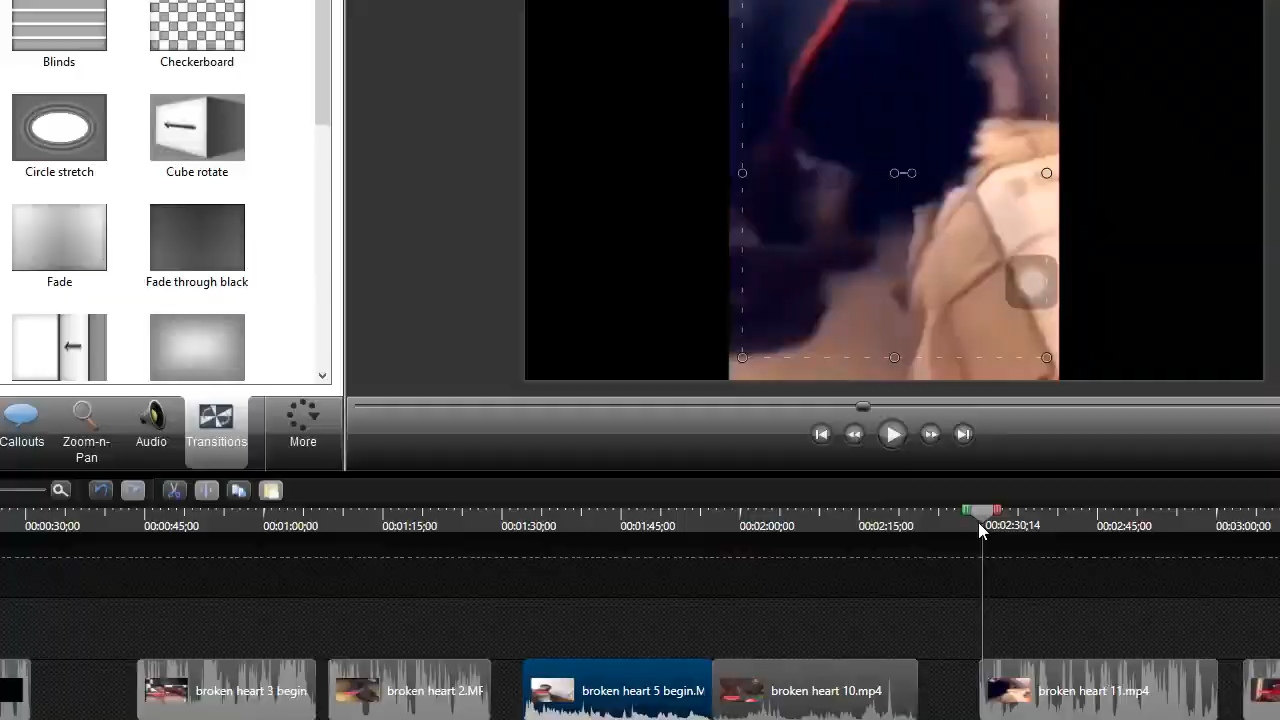 Blinds
Checkerboard
Circle stretch
Cube rotate
Fade
Fade through black
Callouts
Zoom-n-Pan
Audio
Transitions
More
00:00:30;00
00:00:45;00
00:01:00;00
00:01:15;00
00:01:30;00
00:01:45;00
00:02:00;00
00:02:15;00
00:02:30;14
00:02:45;00
00:03:00;00
broken heart 3 begin
broken heart 2.MP
broken heart 5 begin.M
broken heart 10.mp4
broken heart 11.mp4